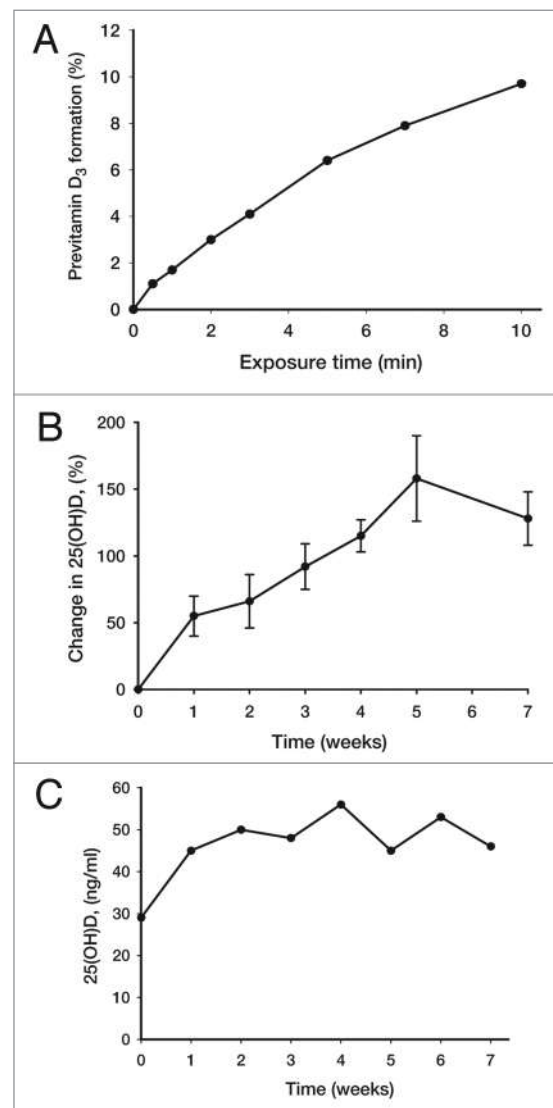 A
Previtamin D₃ formation (%)
12
10
8
6
4
2
0
0 2 4 6 8 10
Exposure time (min)
B
Change in 25(OH)D, (%)
200
150
100
50
0
0 1 2 3 4 5 6 7
Time (weeks)
C
25(OH)D, (ng/ml)
60
50
40
30
20
10
0
0 1 2 3 4 5 6 7
Time (weeks)